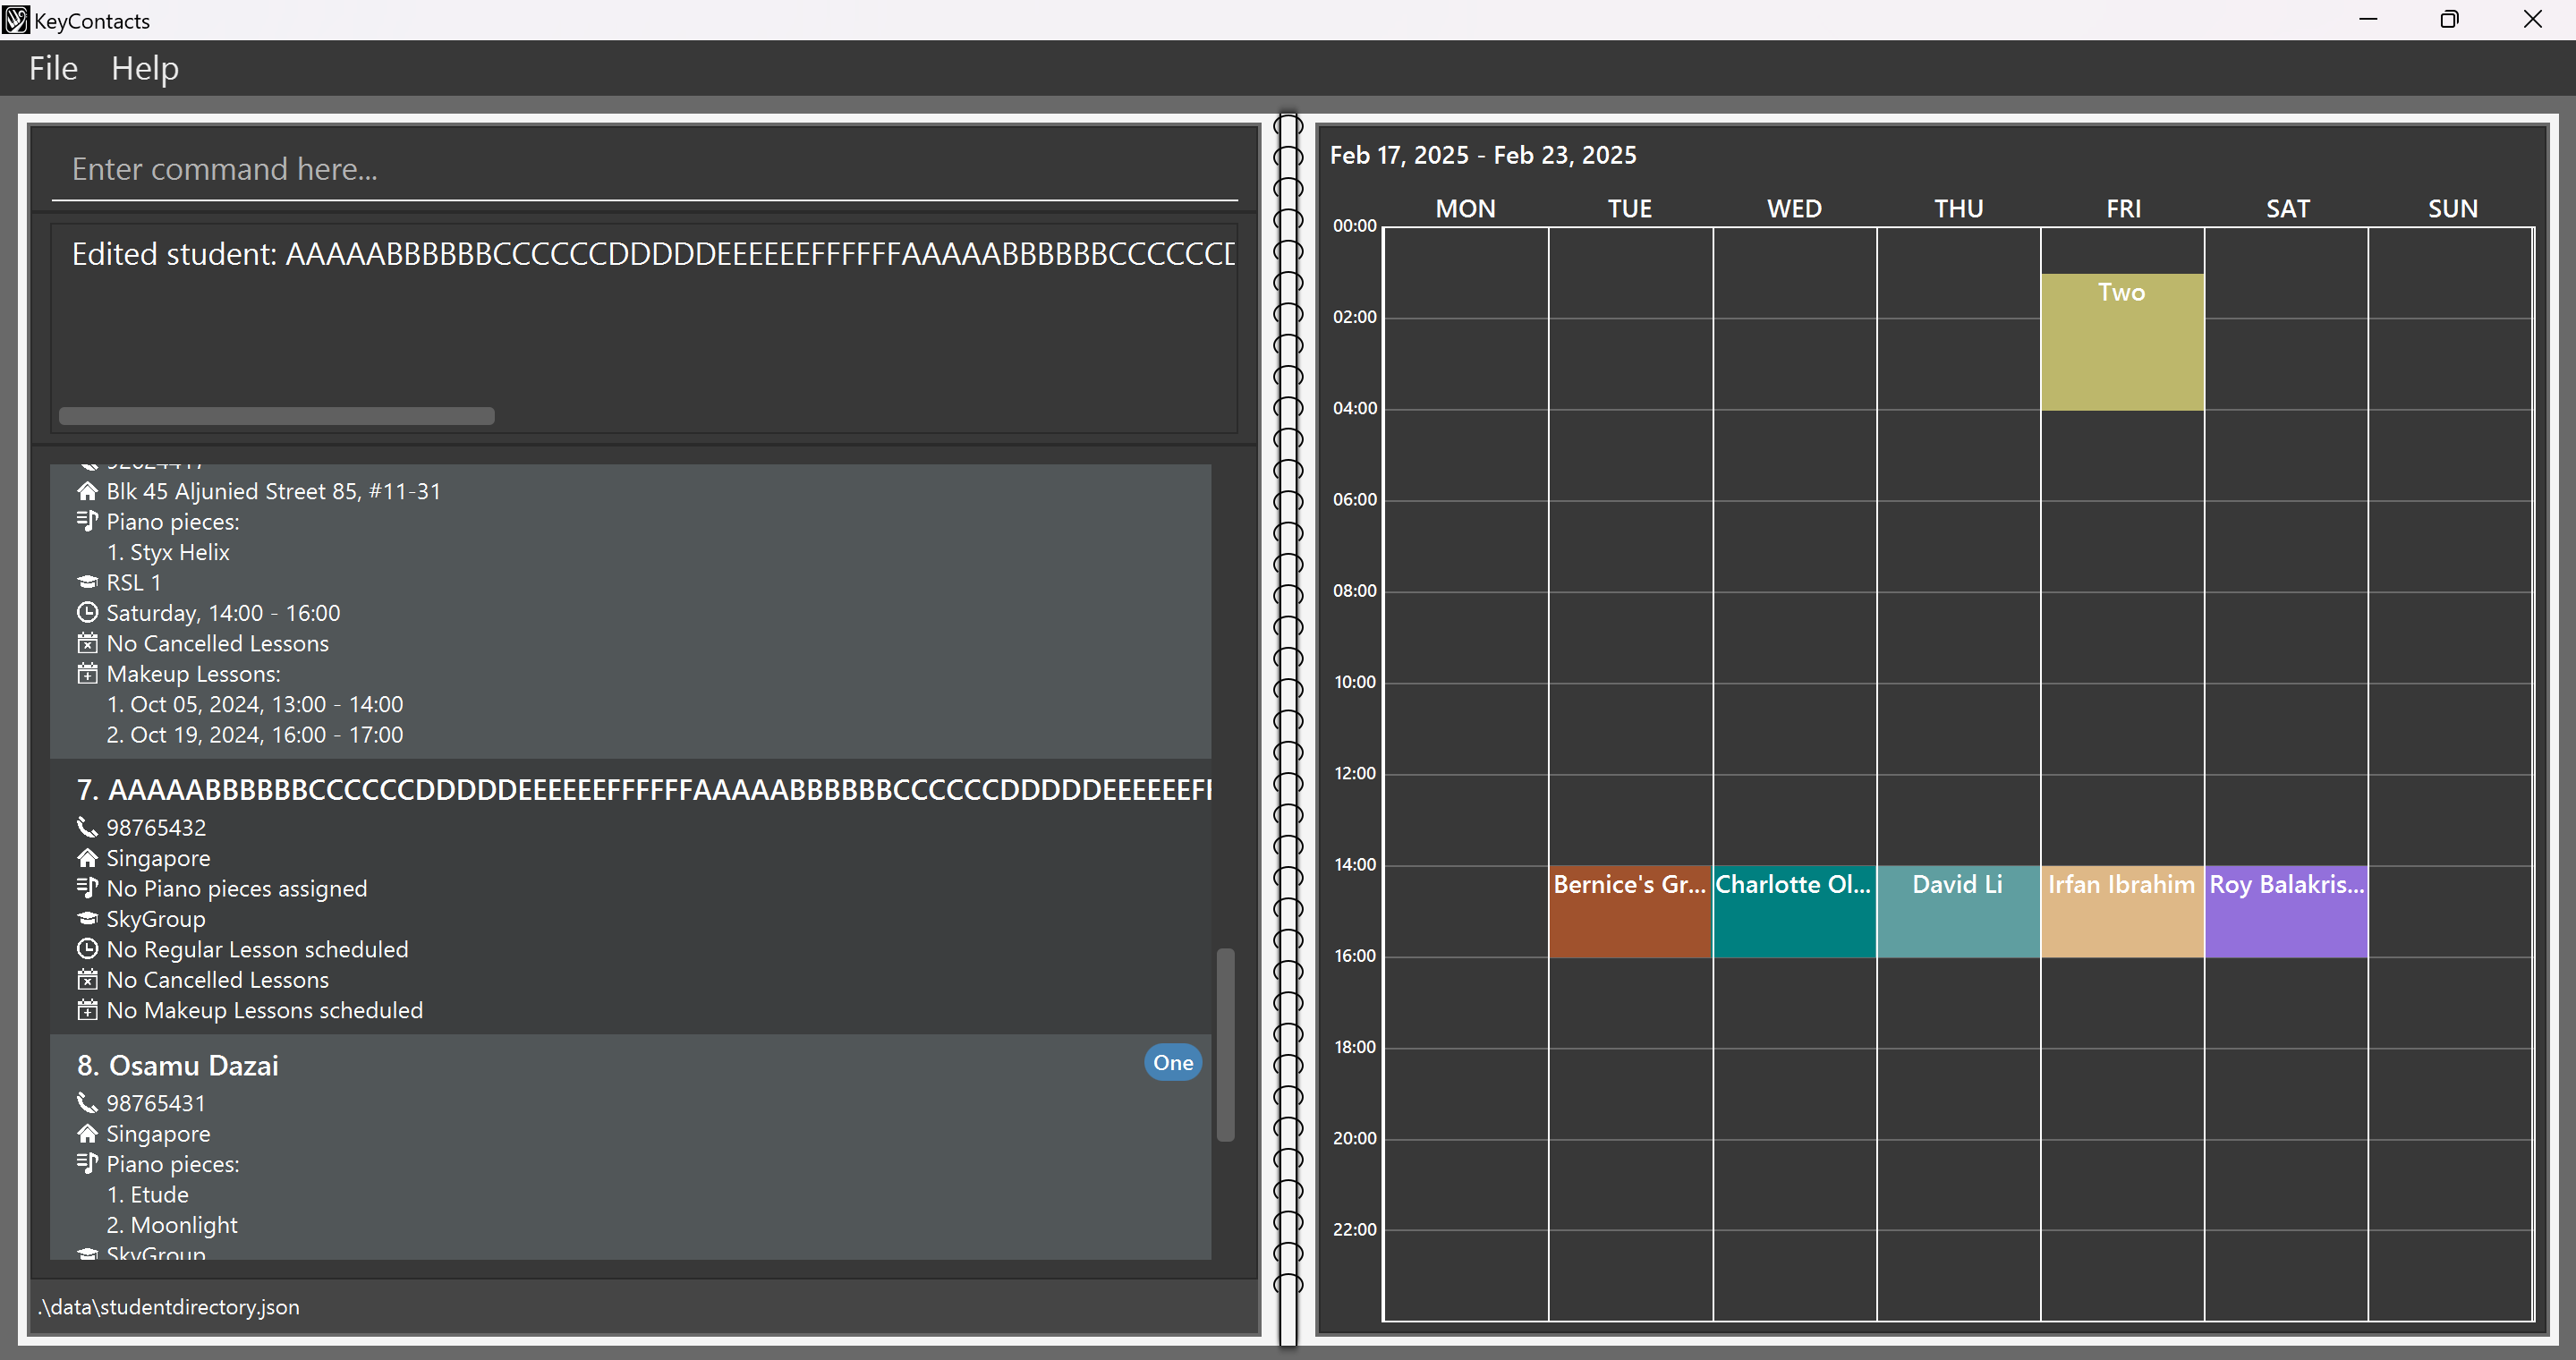 KeyContacts
File Help
Enter command here...
Edited student: AAAAABBBBBBCCCCCCDDDDDEEEEEEFFFFFFAAAAABBBBBBCCCCCC
Blk 45 Aljunied Street 85, #11-31
Piano pieces:
1. Styx Helix
RSL 1
Saturday, 14:00 - 16:00
No Cancelled Lessons
Makeup Lessons:
1. Oct 05, 2024, 13:00 - 14:00
2. Oct 19, 2024, 16:00 - 17:00
7. AAAAABBBBBBCCCCCCDDDDDEEEEEEFFFFFFAAAAABBBBBBCCCCCCDDDDDEEEEEEF
98765432
Singapore
No Piano pieces assigned
SkyGroup
No Regular Lesson scheduled
No Cancelled Lessons
No Makeup Lessons scheduled
8. Osamu Dazai
One
98765431
Singapore
Piano pieces:
1. Etude
2. Moonlight
SkyGroup
.\data\studentdirectory.json
Feb 17, 2025 - Feb 23, 2025
MON TUE WED THU FRI SAT SUN
00:00
Two
02:00
04:00
06:00
08:00
10:00
12:00
14:00
Bernice's Gr... Charlotte Ol... David Li Irfan Ibrahim Roy Balakris...
16:00
18:00
20:00
22:00